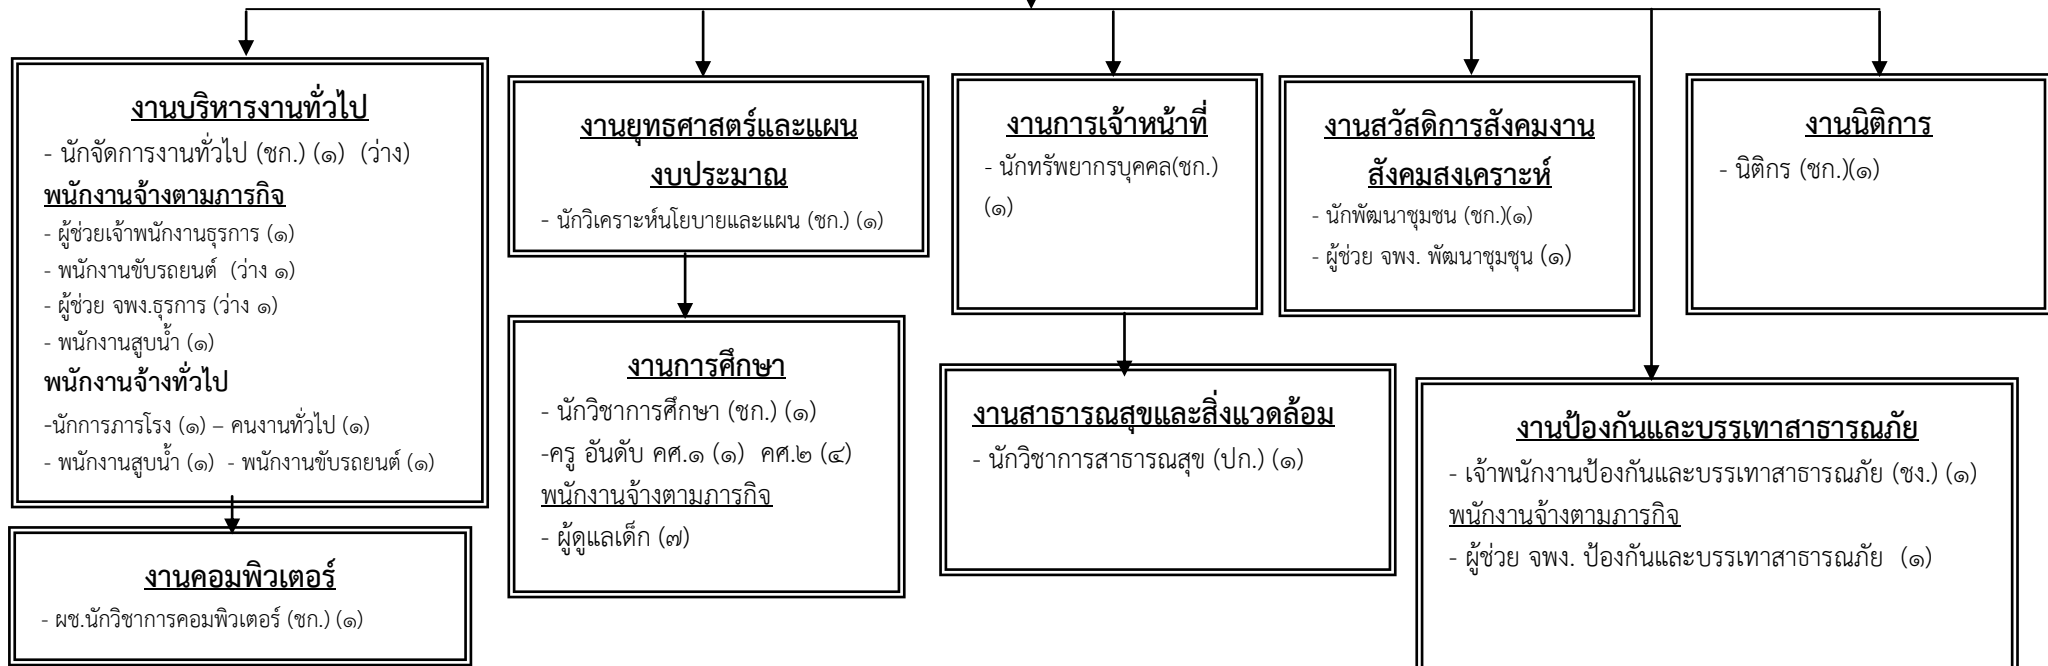 งานบริหารงานทั่วไป
- นักจัดการงานทั่วไป (ชก.) (๑) (ว่าง)
พนักงานจ้างตามภารกิจ
- ผู้ช่วยเจ้าพนักงานธุรการ (๑)
- พนักงานขับรถยนต์ (ว่าง ๑)
- ผู้ช่วย จพง.ธุรการ (ว่าง ๑)
- พนักงานสูบน้ำ (๑)
พนักงานจ้างทั่วไป
-นักการภารโรง (๑) – คนงานทั่วไป (๑)
- พนักงานสูบน้ำ (๑) - พนักงานขับรถยนต์ (๑)
งานคอมพิวเตอร์
- ผช.นักวิชาการคอมพิวเตอร์ (ชก.) (๑)
งานยุทธศาสตร์และแผน
งบประมาณ
- นักวิเคราะห์นโยบายและแผน (ชก.) (๑)
งานการศึกษา
- นักวิชาการศึกษา (ชก.) (๑)
-ครู อันดับ คศ.๑ (๑) คศ.๒ (๔)
พนักงานจ้างตามภารกิจ
- ผู้ดูแลเด็ก (๗)
งานการเจ้าหน้าที่
- นักทรัพยากรบุคคล(ชก.)
(๑)
งานสาธารณสุขและสิ่งแวดล้อม
- นักวิชาการสาธารณสุข (ปก.) (๑)
งานสวัสดิการสังคมงาน
สังคมสงเคราะห์
- นักพัฒนาชุมชน (ชก.)(๑)
- ผู้ช่วย จพง. พัฒนาชุมชุน (๑)
งานนิติการ
- นิติกร (ชก.)(๑)
งานป้องกันและบรรเทาสาธารณภัย
- เจ้าพนักงานป้องกันและบรรเทาสาธารณภัย (ชง.) (๑)
พนักงานจ้างตามภารกิจ
- ผู้ช่วย จพง. ป้องกันและบรรเทาสาธารณภัย (๑)